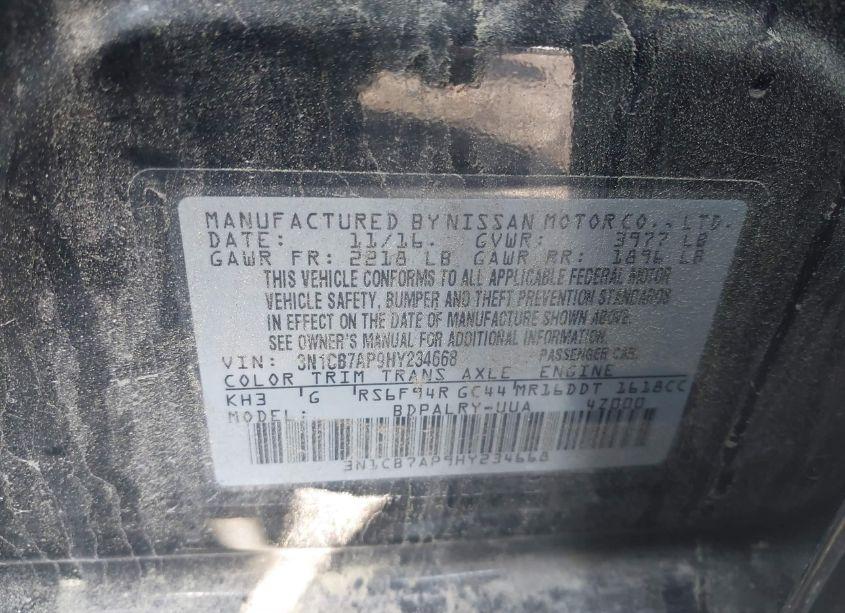 MANUFACTURED BY NISSAN MOTOR CO., LTD.
DATE: 11/16. GVWR: 3977 LB
GAWR FR: 2218 LB GAWR RR: 1896 LB
THIS VEHICLE CONFORMS TO ALL APPLICABLE FEDERAL MOTOR
VEHICLE SAFETY, BUMPER AND THEFT PREVENTION STANDARDS
IN EFFECT ON THE DATE OF MANUFACTURE SHOWN ABOVE.
SEE OWNER'S MANUAL FOR ADDITIONAL INFORMATION.
VIN: 3N1CB7AP9HY234668 PASSENGER CAR
COLOR TRIM TRANS AXLE ENGINE
KH3 G RS6F94R GC44 MR16DDT 1618CC
MODEL: BDPALRY-UUA 4Z000
3N1CB7AP9HY234668